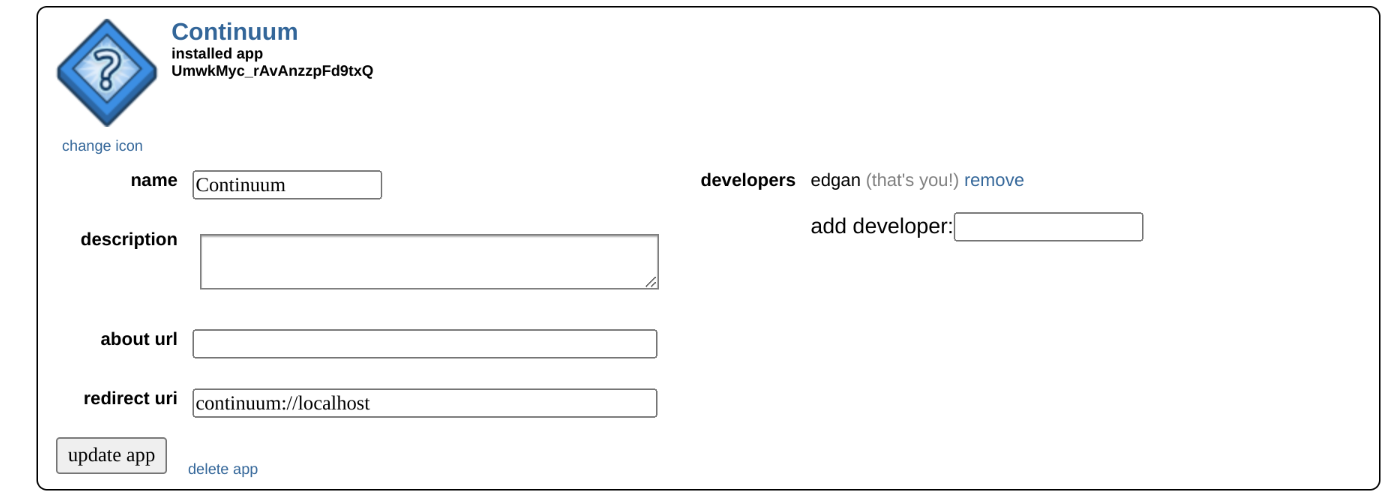 Continuum
installed app
UmwkMyc_rAvAnzzpFd9txQ
change icon
name Continuum
description
about url
redirect uri continuum://localhost
update app delete app
developers edgan (that's you!) remove
add developer: